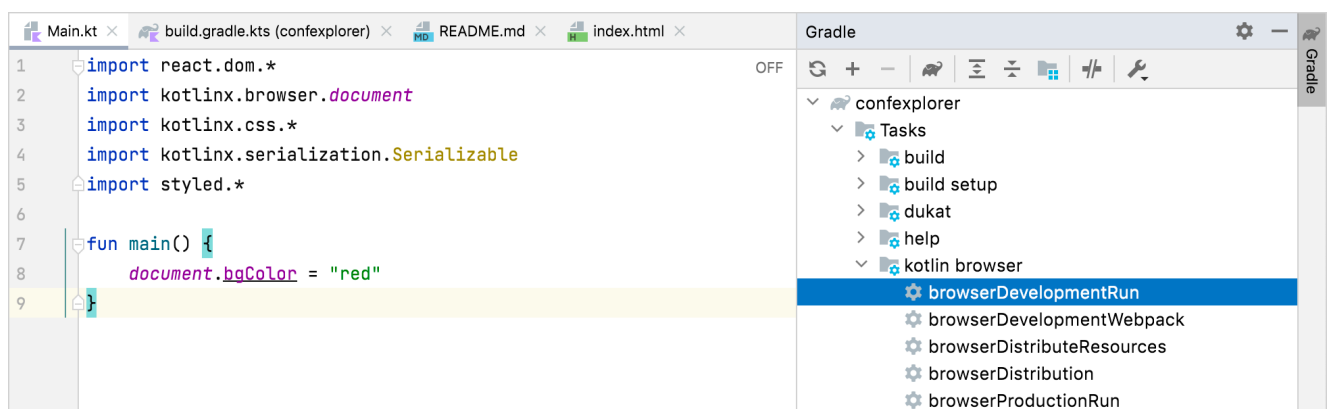 Main.kt build.gradle.kts (confexplorer) README.md index.html
1 import react.dom.* OFF
2 import kotlinx.browser.document
3 import kotlinx.css.*
4 import kotlinx.serialization.Serializable
5 import styled.*
6
7 fun main() {
8 document.bgColor = "red"
9 }
Gradle
confexplorer
Tasks
build
build setup
dukat
help
kotlin browser
browserDevelopmentRun
browserDevelopmentWebpack
browserDistributeResources
browserDistribution
browserProductionRun
Gradle